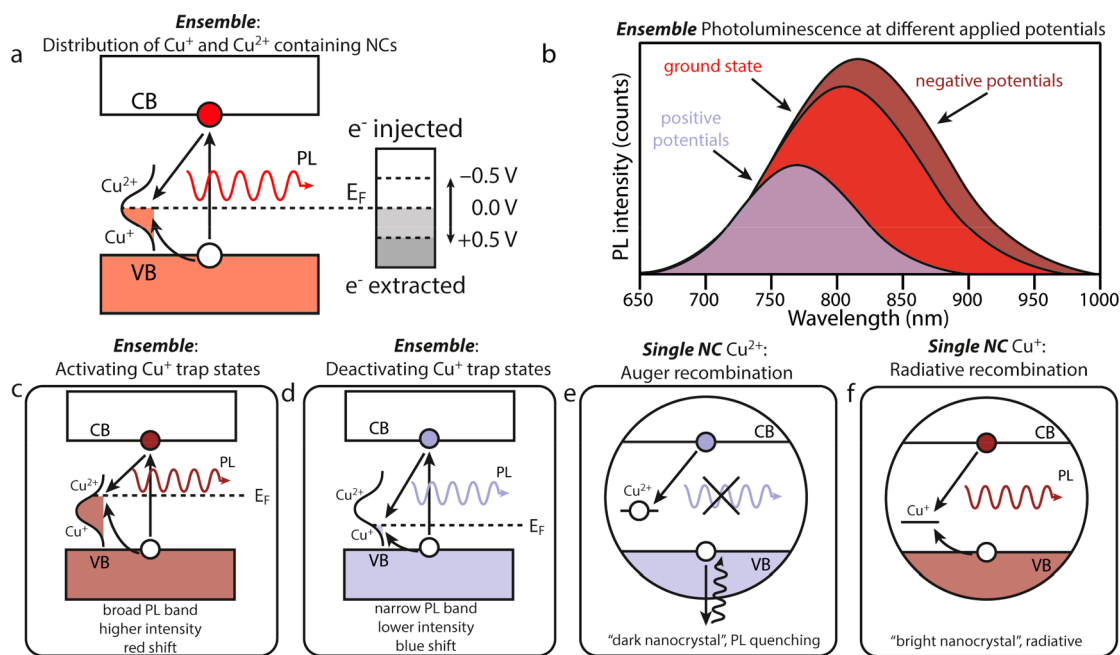 Ensemble:
Distribution of Cu⁺ and Cu²⁺ containing NCs
a
CB
e⁻ injected
PL
Cu²⁺
E_F
−0.5 V
0.0 V
+0.5 V
Cu⁺
VB
e⁻ extracted
Ensemble Photoluminescence at different applied potentials
b
ground state
negative potentials
positive
potentials
PL intensity (counts)
650 700 750 800 850 900 950 1000
Wavelength (nm)
Ensemble:
Activating Cu⁺ trap states
c
CB
PL
Cu²⁺
E_F
Cu⁺
VB
broad PL band
higher intensity
red shift
Ensemble:
Deactivating Cu⁺ trap states
d
CB
PL
Cu²⁺
E_F
Cu⁺
VB
narrow PL band
lower intensity
blue shift
Single NC Cu²⁺:
Auger recombination
e
CB
Cu²⁺
VB
“dark nanocrystal”, PL quenching
Single NC Cu⁺:
Radiative recombination
f
CB
PL
Cu⁺
VB
“bright nanocrystal”, radiative